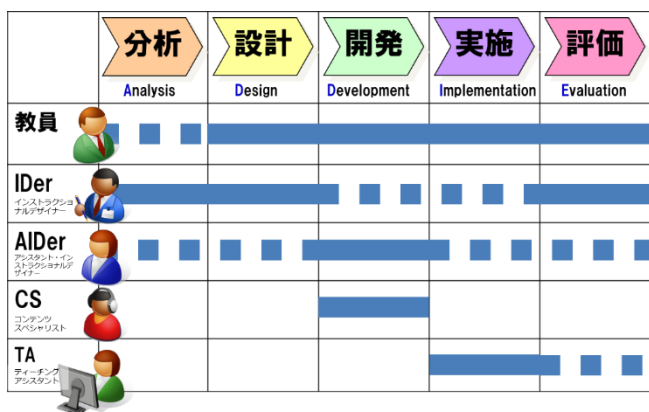 分析 設計 開発 実施 評価
Analysis Design Development Implementation Evaluation
教員
IDer
インストラクショ
ナルデザイナー
AIDer
アシスタント・イン
ストラクショナルデ
ザイナー
CS
コンテンツ
スペシャリスト
TA
ティーチング
アシスタント